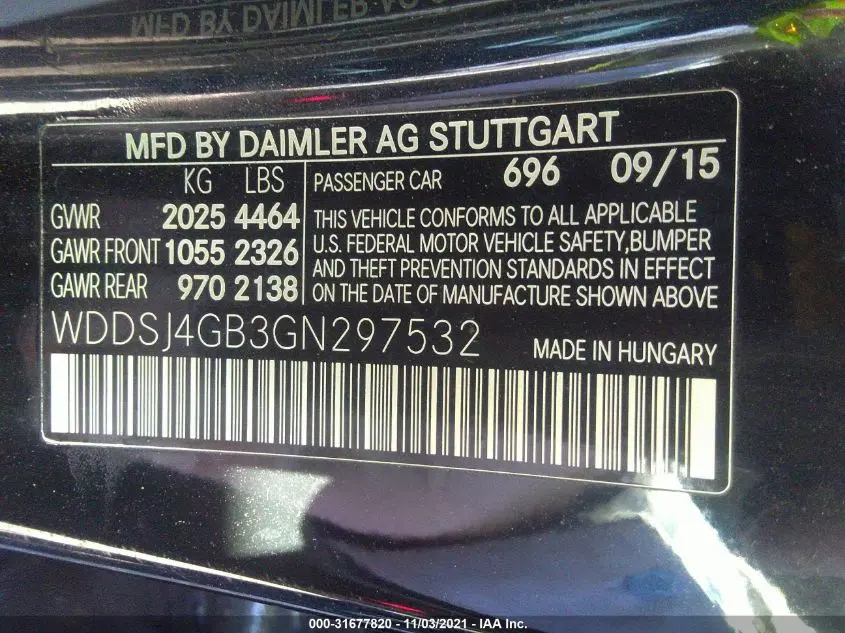 MFD BY DAIMLER AG STUTTGART
KG LBS
GVWR 2025 4464
GAWR FRONT 1055 2326
GAWR REAR 970 2138
PASSENGER CAR 696 09/15
THIS VEHICLE CONFORMS TO ALL APPLICABLE
U.S. FEDERAL MOTOR VEHICLE SAFETY,BUMPER
AND THEFT PREVENTION STANDARDS IN EFFECT
ON THE DATE OF MANUFACTURE SHOWN ABOVE
WDDSJ4GB3GN297532
MADE IN HUNGARY
000-31677820 - 11/03/2021 - IAA Inc.